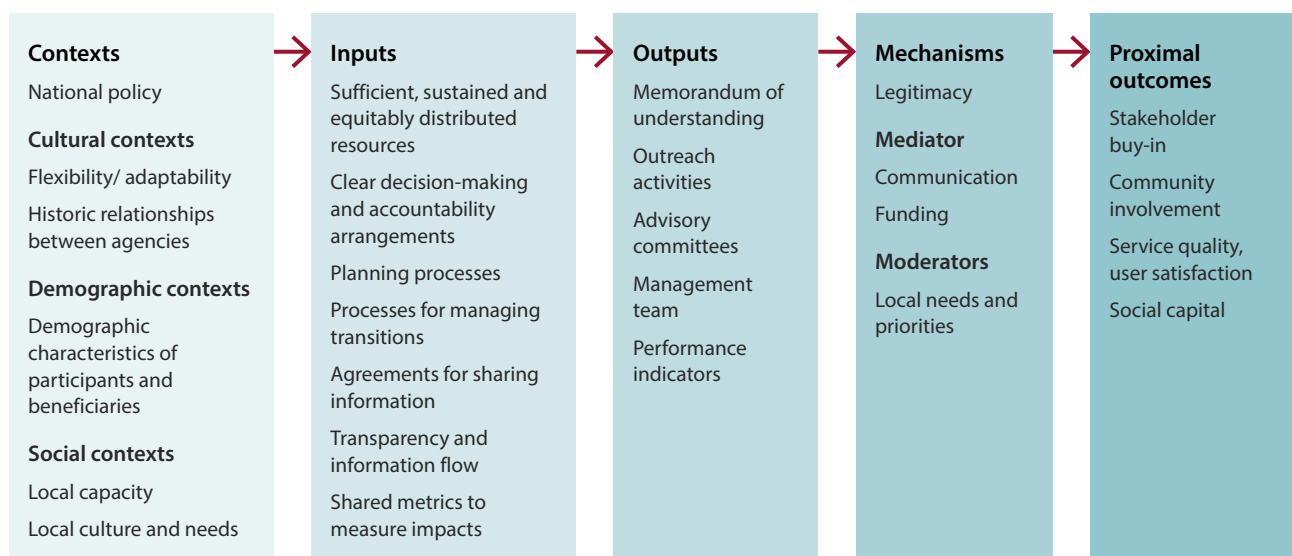 Contexts
National policy
Cultural contexts
Flexibility/ adaptability
Historic relationships
between agencies
Demographic contexts
Demographic
characteristics of
participants and
beneficiaries
Social contexts
Local capacity
Local culture and needs
Inputs
Sufficient, sustained and
equitably distributed
resources
Clear decision-making
and accountability
arrangements
Planning processes
Processes for managing
transitions
Agreements for sharing
information
Transparency and
information flow
Shared metrics to
measure impacts
Outputs
Memorandum of
understanding
Outreach
activities
Advisory
committees
Management
team
Performance
indicators
Mechanisms
Legitimacy
Mediator
Communication
Funding
Moderators
Local needs and
priorities
Proximal
outcomes
Stakeholder
buy-in
Community
involvement
Service quality,
user satisfaction
Social capital